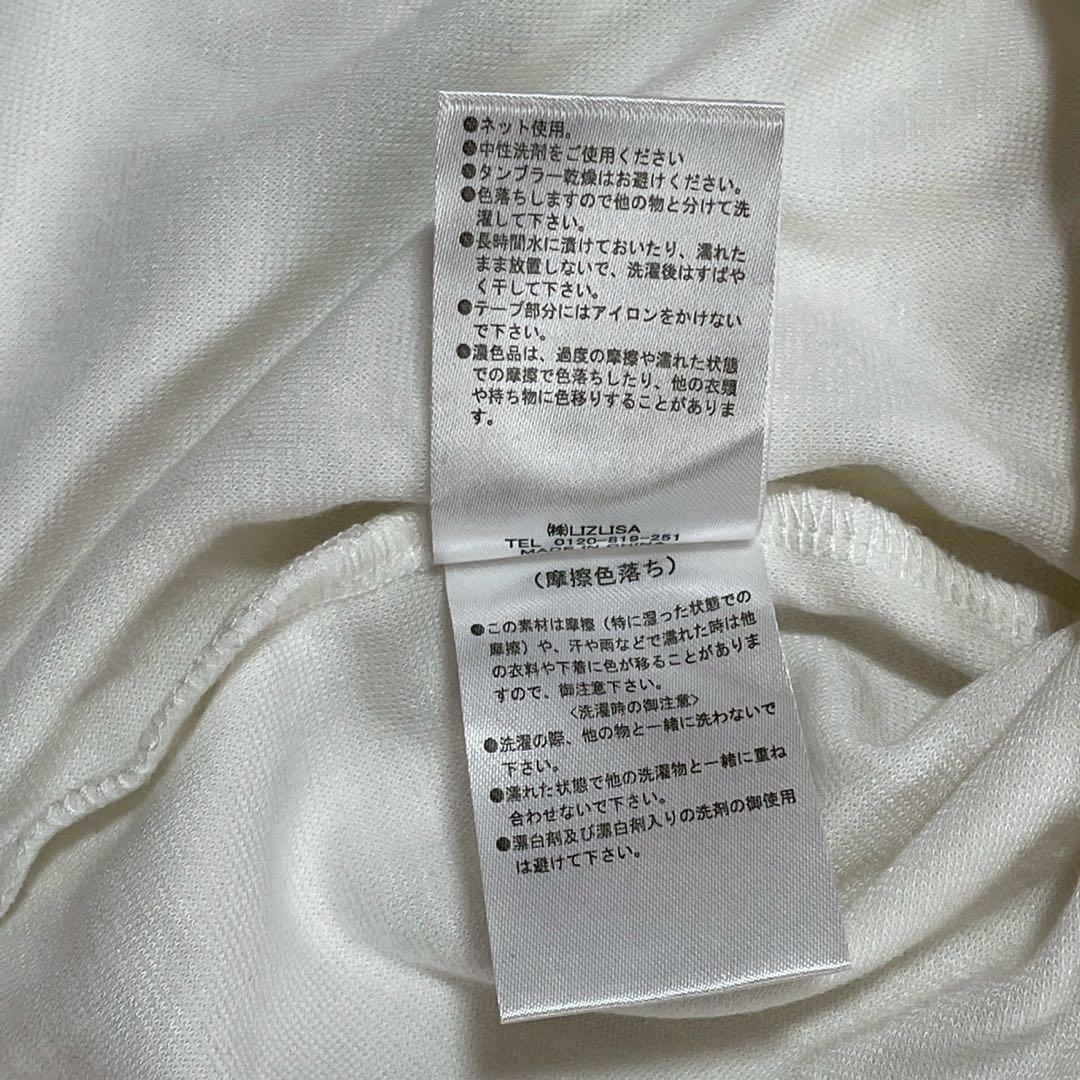 ●ネット使用。
●中性洗剤をご使用ください
●タンブラー乾燥はお避けください。
●色落ちしますので他の物と分けて洗
濯して下さい。
●長時間水に漬けておいたり、濡れた
まま放置しないで、洗濯後はすばや
く干して下さい。
●テープ部分にはアイロンをかけない
で下さい。
●濃色品は、過度の摩擦や濡れた状態
での摩擦で色落ちしたり、他の衣類
や持ち物に色移りすることがありま
す。
㈱LIZLISA
TEL 0120-819-251
MADE IN CHINA
(摩擦色落ち)
●この素材は摩擦(特に湿った状態での
摩擦)や、汗や雨などで濡れた時は他
の衣料や下着に色が移ることがありま
すので、御注意下さい。
〈洗濯時の御注意〉
●洗濯の際、他の物と一緒に洗わないで
下さい。
●濡れた状態で他の洗濯物と一緒に重ね
合わせないで下さい。
●漂白剤及び漂白剤入りの洗剤の御使用
は避けて下さい。